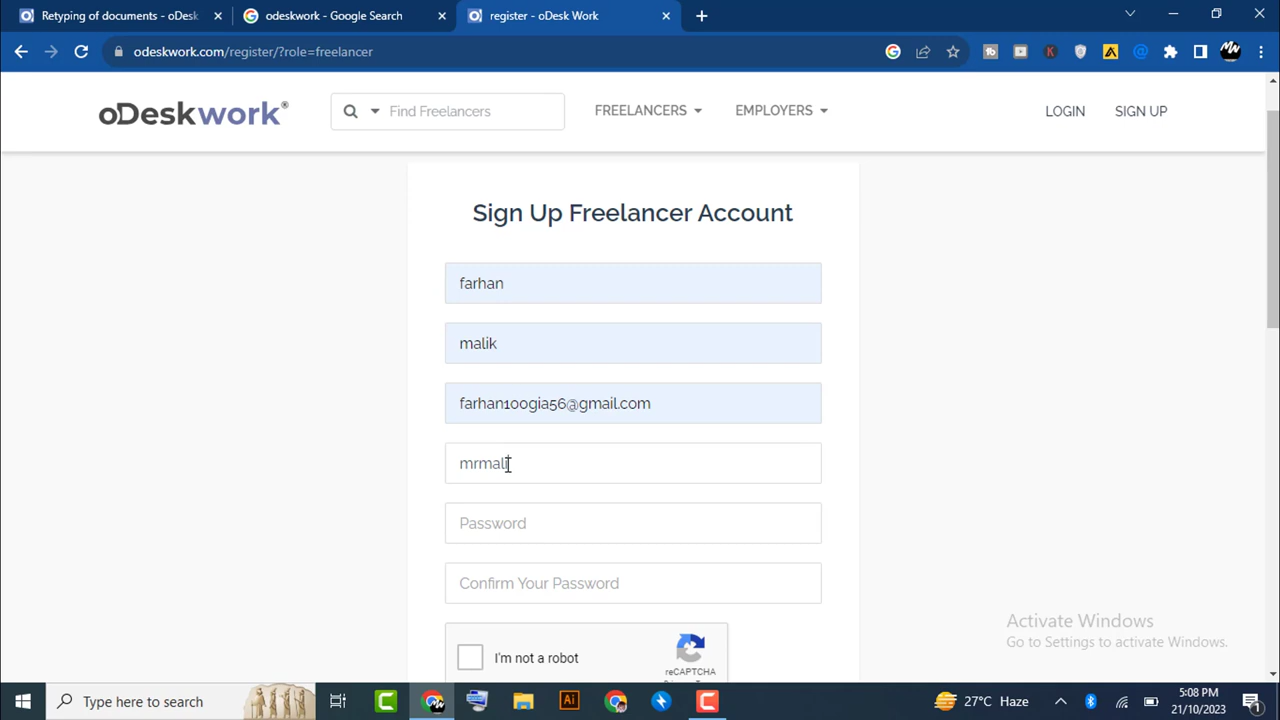 Retyping of documents - oDesk
odeskwork - Google Search
register - oDesk Work
odeskwork.com/register/?role=freelancer
oDeskwork®
Find Freelancers
FREELANCERS
EMPLOYERS
LOGIN
SIGN UP
Sign Up Freelancer Account
farhan
malik
farhan100gia56@gmail.com
mrmali
Password
Confirm Your Password
I'm not a robot
reCAPTCHA
Activate Windows
Go to Settings to activate Windows.
Type here to search
27°C Haze
5:08 PM
21/10/2023